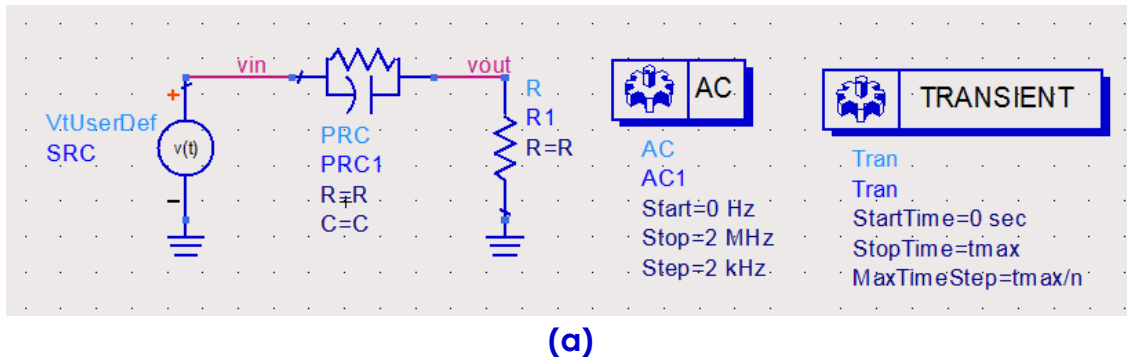 vin
vout
+
VtUserDef
SRC
v(t)
PRC
PRC1
R=R
C=C
R
R1
R=R
AC
AC
AC1
Start=0 Hz
Stop=2 MHz
Step=2 kHz
TRANSIENT
Tran
Tran
StartTime=0 sec
StopTime=tmax
MaxTimeStep=tmax/n
(a)